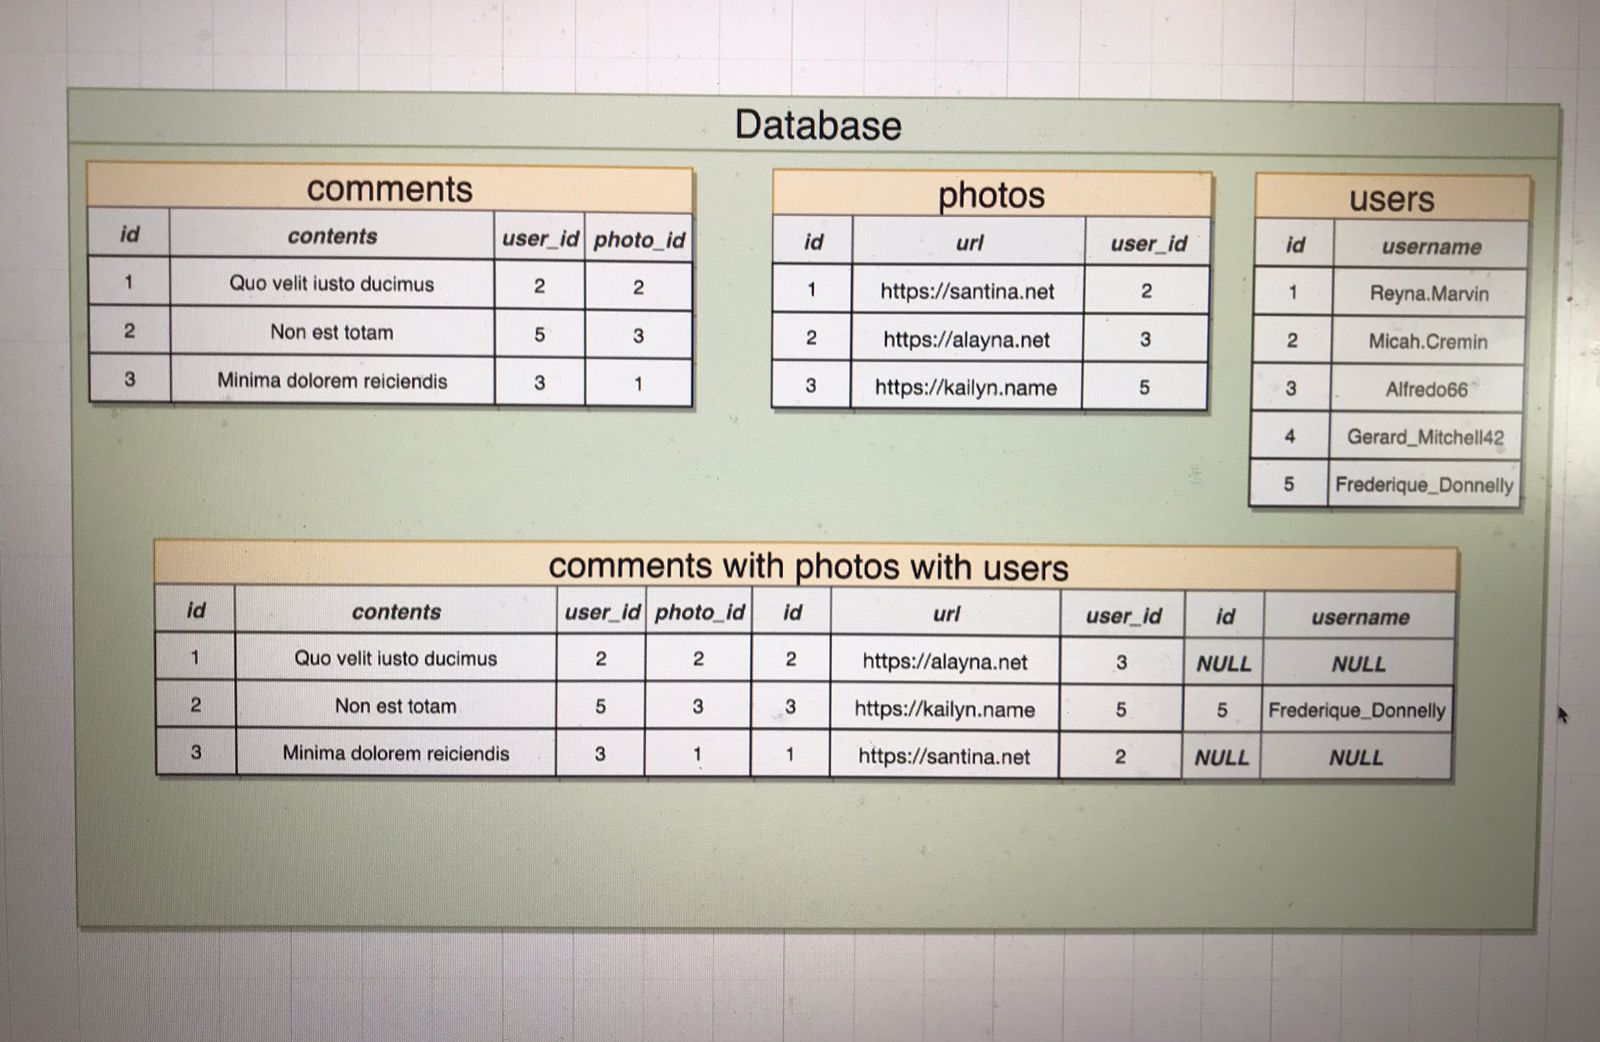 Database
comments
id contents user_id photo_id
1 Quo velit iusto ducimus 2 2
2 Non est totam 5 3
3 Minima dolorem reiciendis 3 1
photos
id url user_id
1 https://santina.net 2
2 https://alayna.net 3
3 https://kailyn.name 5
users
id username
1 Reyna.Marvin
2 Micah.Cremin
3 Alfredo66
4 Gerard_Mitchell42
5 Frederique_Donnelly
comments with photos with users
id contents user_id photo_id id url user_id id username
1 Quo velit iusto ducimus 2 2 2 https://alayna.net 3 NULL NULL
2 Non est totam 5 3 3 https://kailyn.name 5 5 Frederique_Donnelly
3 Minima dolorem reiciendis 3 1 1 https://santina.net 2 NULL NULL